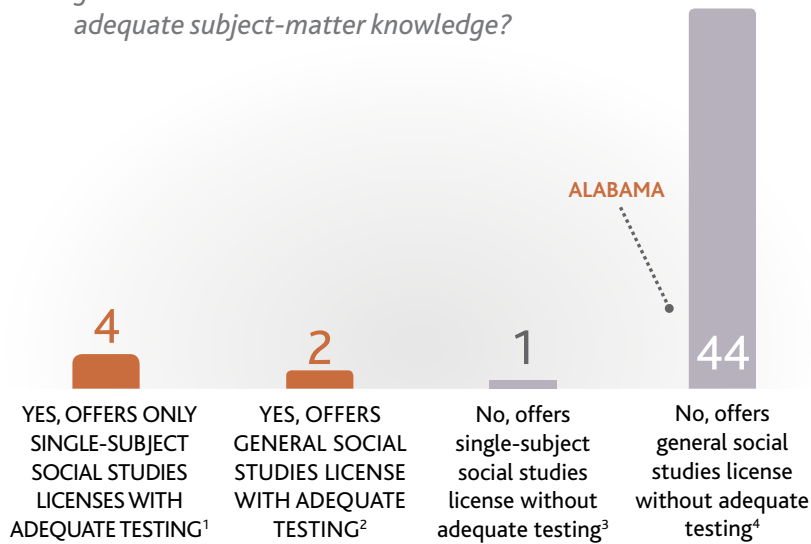 adequate subject-matter knowledge?
ALABAMA
4
2
1
44
YES, OFFERS ONLY
SINGLE-SUBJECT
SOCIAL STUDIES
LICENSES WITH
ADEQUATE TESTING¹
YES, OFFERS
GENERAL SOCIAL
STUDIES LICENSE
WITH ADEQUATE
TESTING²
No, offers
single-subject
social studies
license without
adequate testing³
No, offers
general social
studies license
without adequate
testing⁴